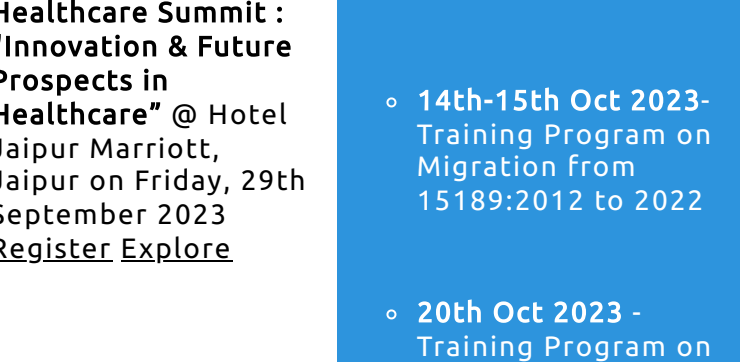 Healthcare Summit :
"Innovation & Future
Prospects in
Healthcare” @ Hotel
Jaipur Marriott,
Jaipur on Friday, 29th
September 2023
Register Explore
14th-15th Oct 2023-
Training Program on
Migration from
15189:2012 to 2022
20th Oct 2023 -
Training Program on